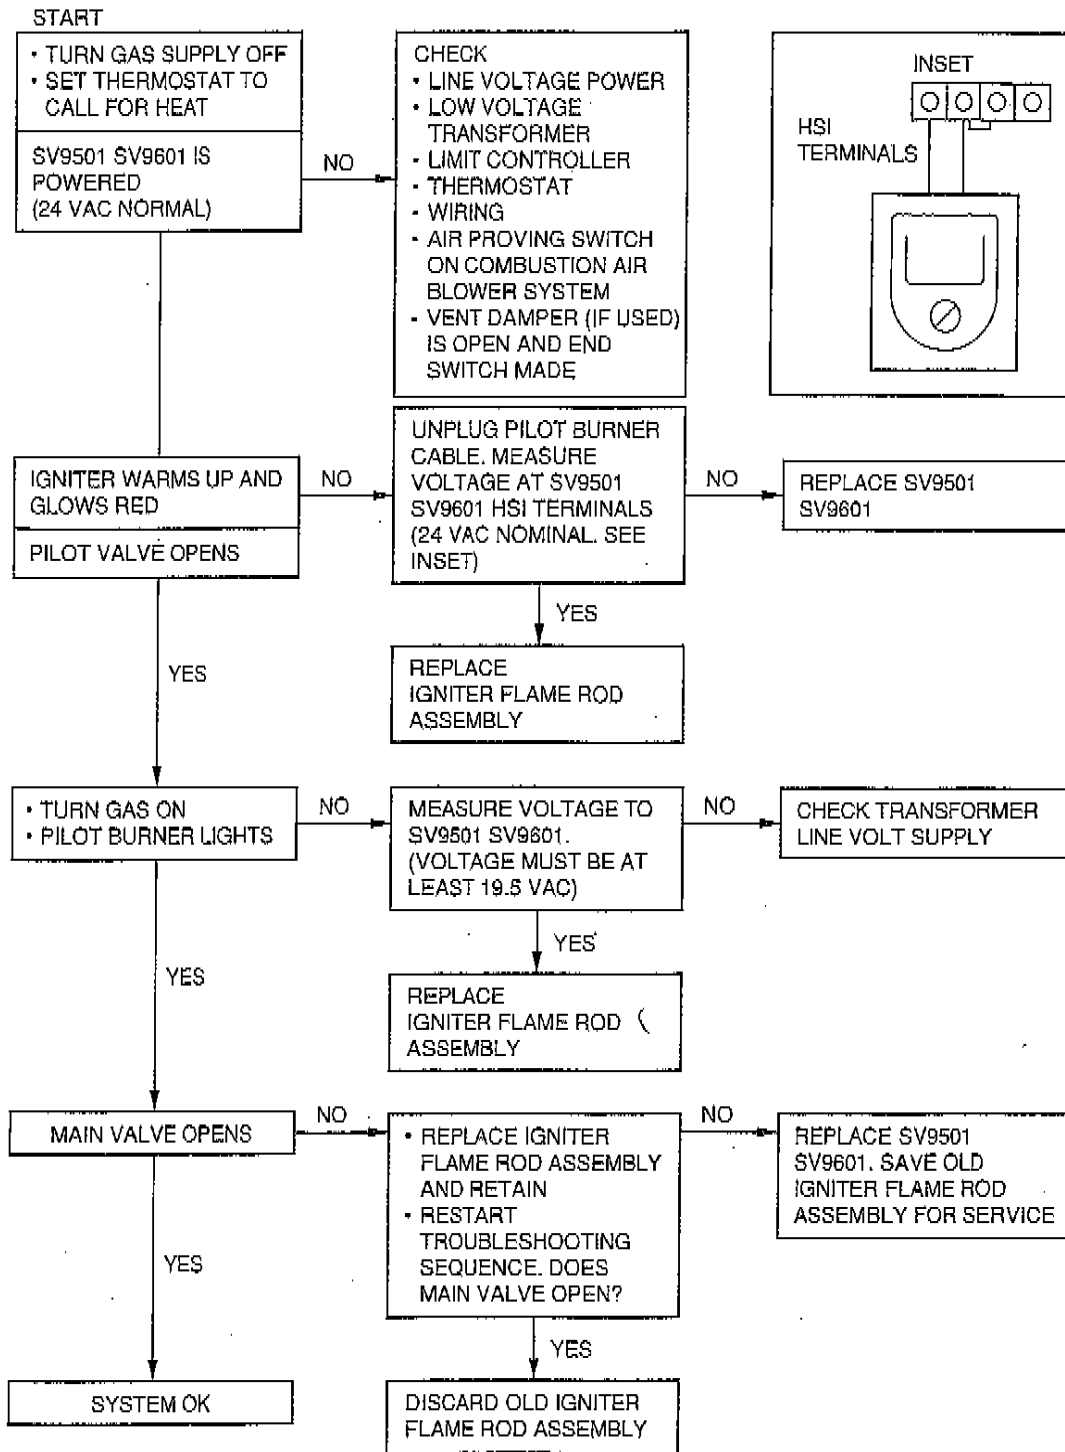 START
• TURN GAS SUPPLY OFF
• SET THERMOSTAT TO
CALL FOR HEAT
SV9501 SV9601 IS
POWERED
(24 VAC NORMAL)
NO
CHECK
• LINE VOLTAGE POWER
• LOW VOLTAGE
TRANSFORMER
• LIMIT CONTROLLER
• THERMOSTAT
• WIRING
• AIR PROVING SWITCH
ON COMBUSTION AIR
BLOWER SYSTEM
• VENT DAMPER (IF USED)
IS OPEN AND END
SWITCH MADE
INSET
HSI
TERMINALS
IGNITER WARMS UP AND
GLOWS RED
PILOT VALVE OPENS
NO
UNPLUG PILOT BURNER
CABLE. MEASURE
VOLTAGE AT SV9501
SV9601 HSI TERMINALS
(24 VAC NOMINAL. SEE
INSET)
NO
REPLACE SV9501
SV9601
YES
REPLACE
IGNITER FLAME ROD
ASSEMBLY
YES
• TURN GAS ON
• PILOT BURNER LIGHTS
NO
MEASURE VOLTAGE TO
SV9501 SV9601.
(VOLTAGE MUST BE AT
LEAST 19.5 VAC)
NO
CHECK TRANSFORMER
LINE VOLT SUPPLY
YES
REPLACE
IGNITER FLAME ROD
ASSEMBLY
YES
MAIN VALVE OPENS
NO
• REPLACE IGNITER
FLAME ROD ASSEMBLY
AND RETAIN
• RESTART
TROUBLESHOOTING
SEQUENCE. DOES
MAIN VALVE OPEN?
NO
REPLACE SV9501
SV9601. SAVE OLD
IGNITER FLAME ROD
ASSEMBLY FOR SERVICE
YES
SYSTEM OK
YES
DISCARD OLD IGNITER
FLAME ROD ASSEMBLY